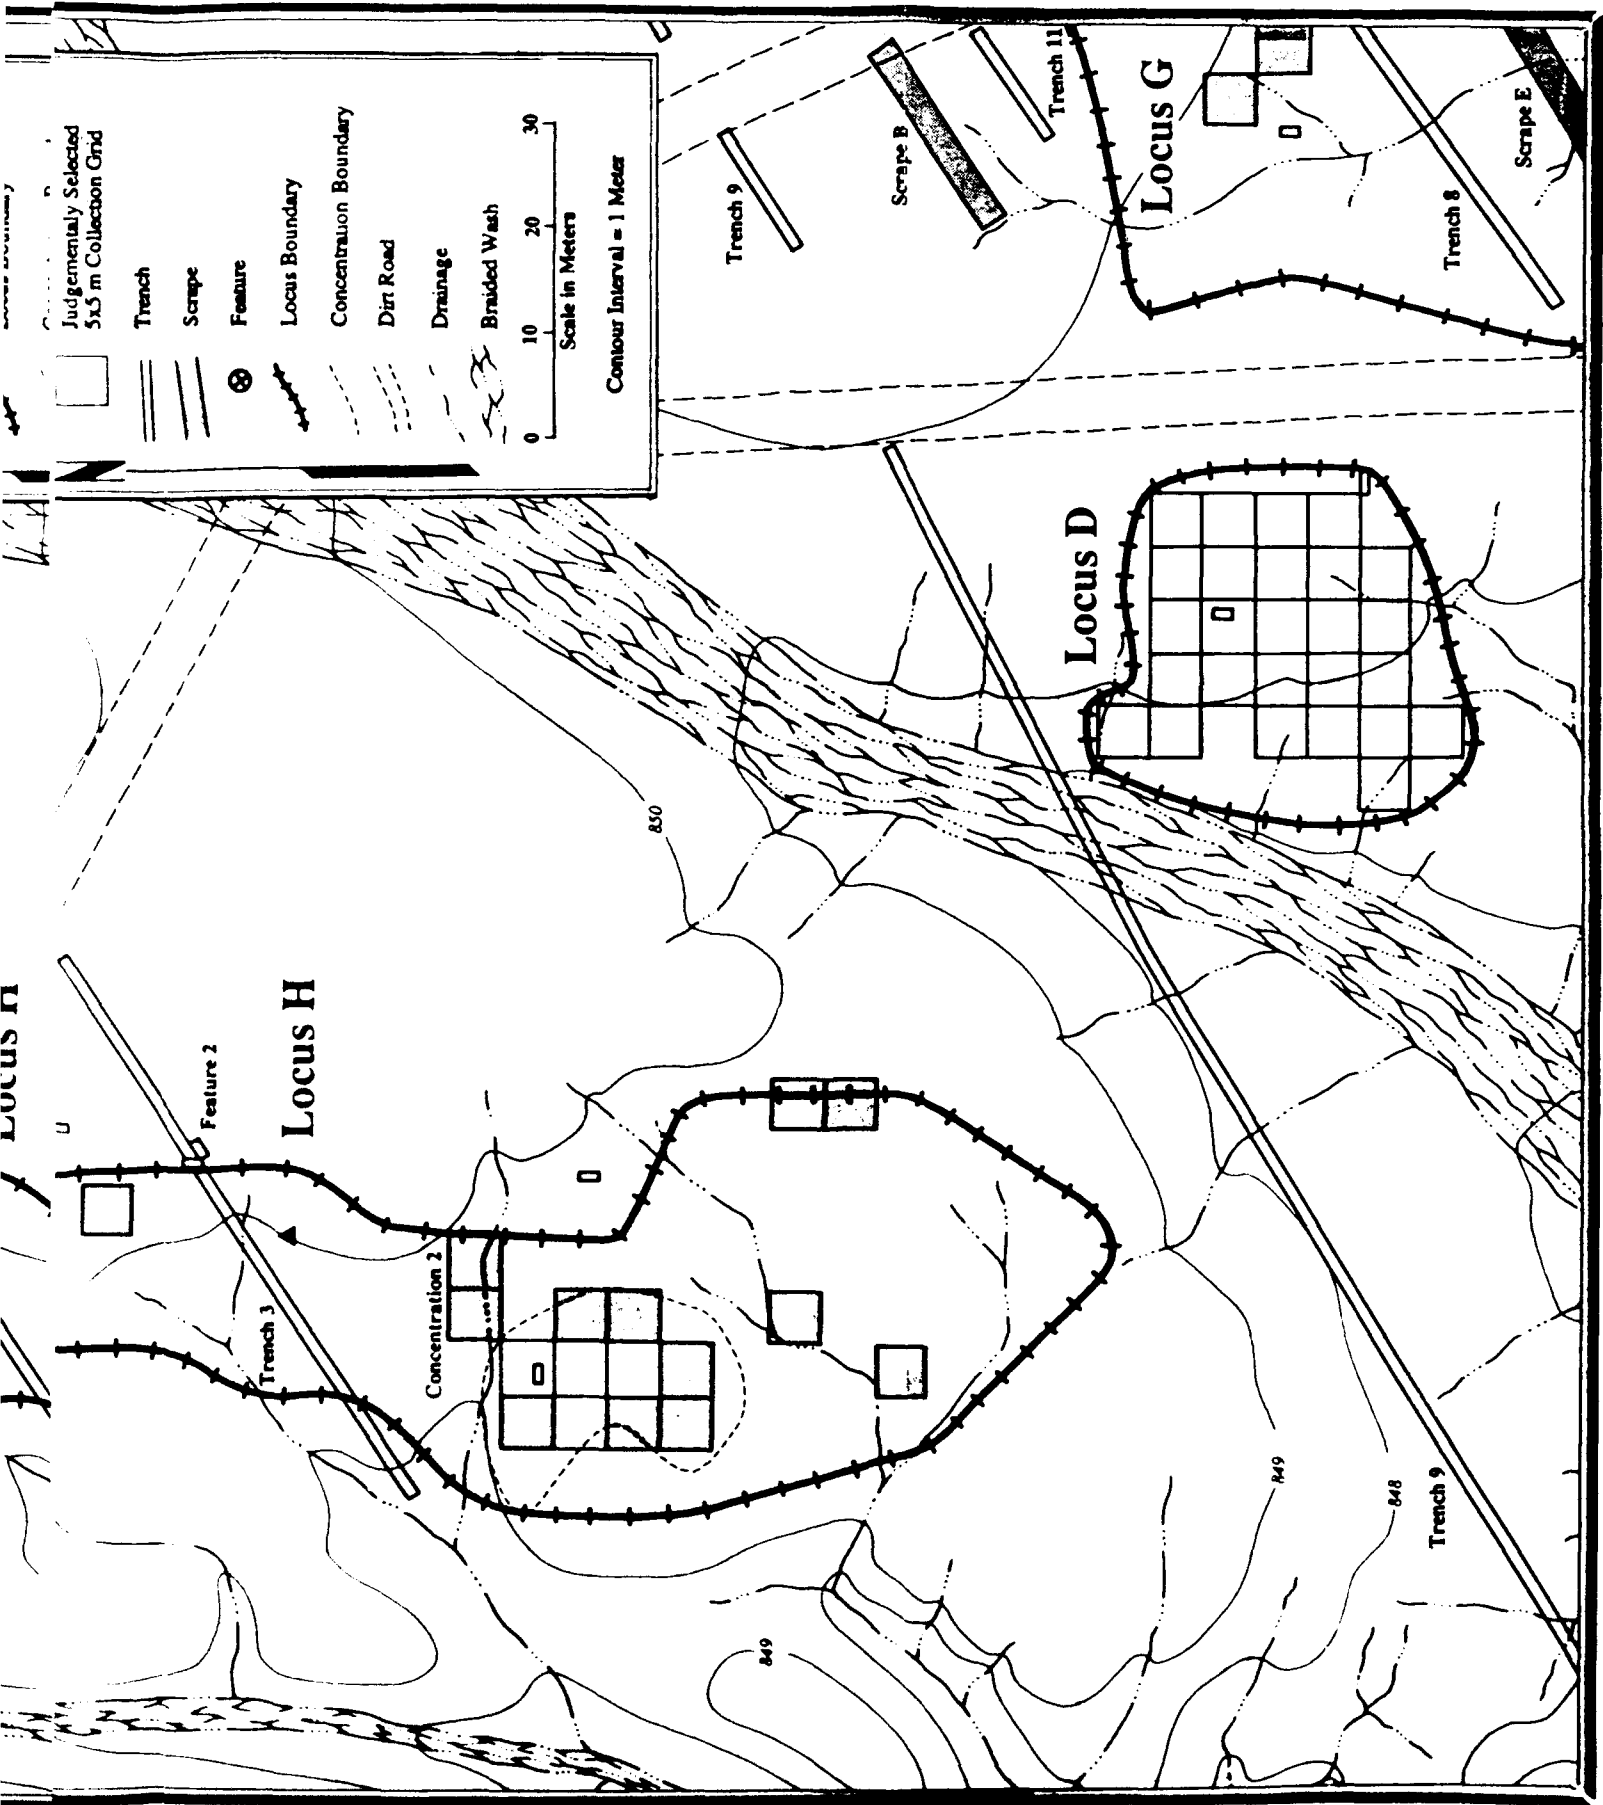 Judgementaly Selected
5x5 m Collection Grid
Trench
Scrape
Feature
Locus Boundary
Concentration Boundary
Dirt Road
Drainage
Braided Wash
0 10 20 30
Scale in Meters
Contour Interval = 1 Meter
Trench 9
Scrape B
Trench 11
Locus G
Trench 8
Scrape E
Locus D
850
Locus H
Feature 2
Locus H
Trench 3
Concentration 2
849
849
848
Trench 9